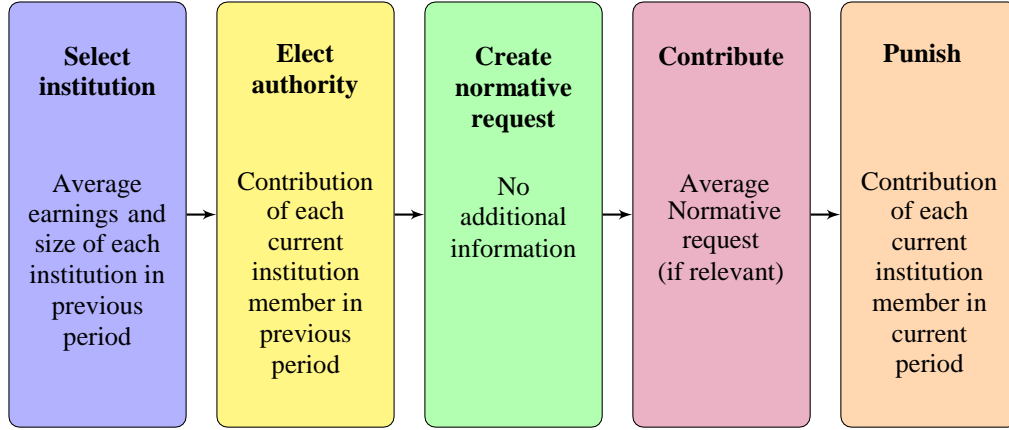 Select
institution
Average
earnings and
size of each
institution in
previous
period
Elect
authority
Contribution
of each
current
institution
member in
previous
period
Create
normative
request
No
additional
information
Contribute
Average
Normative
request
(if relevant)
Punish
Contribution
of each
current
institution
member in
current
period